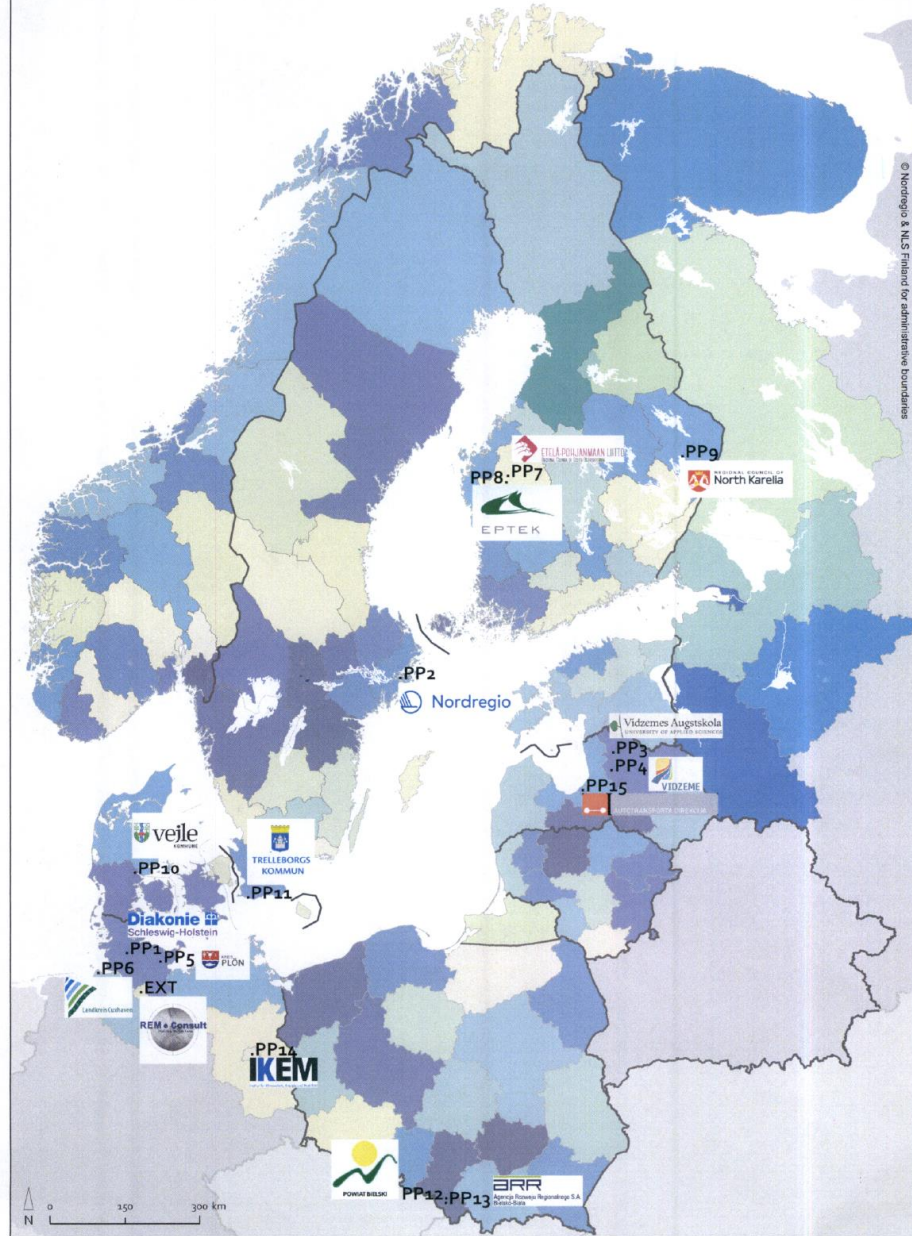 © Nordregio & NLS Finland for administrative boundaries
ETELÄ-POHJANMAAN LIITTO
.PP9
PP8.:PP7
REGIONAL COUNCIL OF
North Karelia
EPTEK
.PP2
Nordregio
Vidzemes Augstskola
UNIVERSITY OF APPLIED SCIENCES
.PP3
.PP4
VIDZEME
.PP15
vejle
KOMMUNE
TRELLEBORGS
KOMMUN
.PP10
.PP11
Diakonie
Schleswig-Holstein
.PP1
.PP5
KREIS
PLÖN
.PP6
.EXT
Landkreis Cuxhaven
REM • Consult
.PP14
IKEM
POWIAT BIELSKI
PP12.:PP13
ARR
Agencja Rozwoju Regionalnego S.A.
Bielsko-Biała
N
0 150 300 km